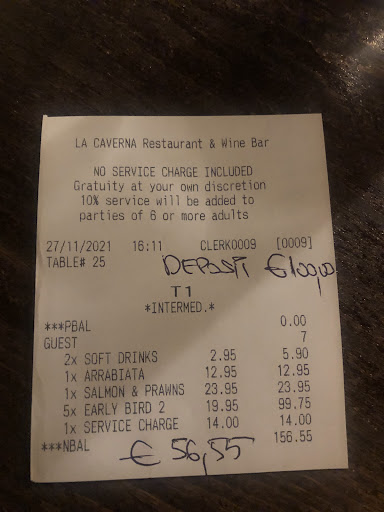 LA CAVERNA Restaurant & Wine Bar
NO SERVICE CHARGE INCLUDED
Gratuity at your own discretion
10% service will be added to
parties of 6 or more adults
27/11/2021 16:11 CLERK0009 [0009]
TABLE# 25 DEPOSIT €100,00
T1
*INTERMED.*
***PBAL 0.00
GUEST 7
2x SOFT DRINKS 2.95 5.90
1x ARRABIATA 12.95 12.95
1x SALMON & PRAWNS 23.95 23.95
5x EARLY BIRD 2 19.95 99.75
1x SERVICE CHARGE 14.00 14.00
***NBAL 156.55
€ 56,55